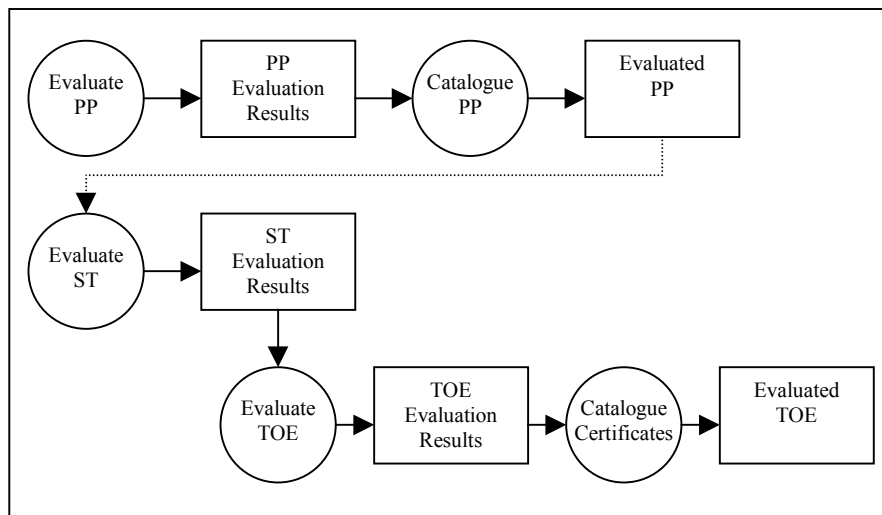 Evaluate
PP
PP
Evaluation
Results
Catalogue
PP
Evaluated
PP
Evaluate
ST
ST
Evaluation
Results
Evaluate
TOE
TOE
Evaluation
Results
Catalogue
Certificates
Evaluated
TOE